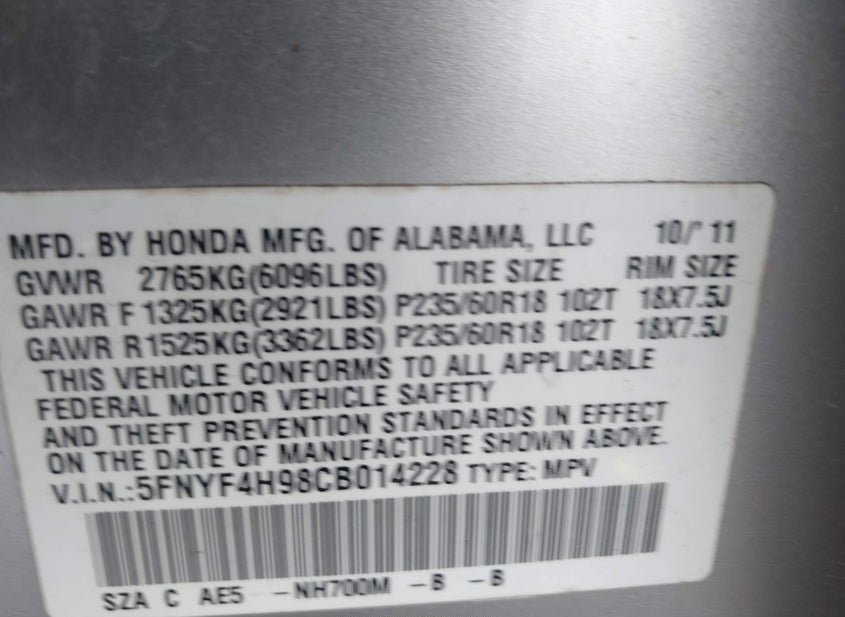 MFD. BY HONDA MFG. OF ALABAMA, LLC 10/'11
GVWR 2765KG(6096LBS) TIRE SIZE RIM SIZE
GAWR F 1325KG(2921LBS) P235/60R18 102T 18X7.5J
GAWR R1525KG(3362LBS) P235/60R18 102T 18X7.5J
THIS VEHICLE CONFORMS TO ALL APPLICABLE
FEDERAL MOTOR VEHICLE SAFETY
AND THEFT PREVENTION STANDARDS IN EFFECT
ON THE DATE OF MANUFACTURE SHOWN ABOVE.
V.I.N.:5FNYF4H98CB014228 TYPE: MPV
SZA C AE5 -NH700M -B -B